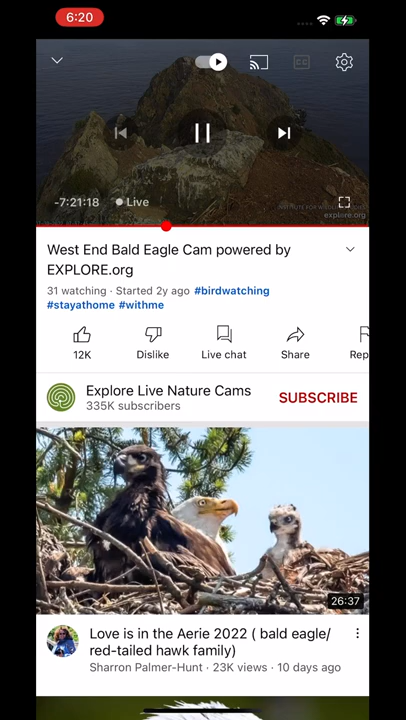 6:20
CC
-7:21:18
Live
explore.org
West End Bald Eagle Cam powered by
EXPLORE.org
31 watching · Started 2y ago #birdwatching
#stayathome #withme
12K
Dislike
Live chat
Share
Rep
Explore Live Nature Cams
335K subscribers
SUBSCRIBE
26:37
Love is in the Aerie 2022 ( bald eagle/
red-tailed hawk family)
Sharron Palmer-Hunt · 23K views · 10 days ago